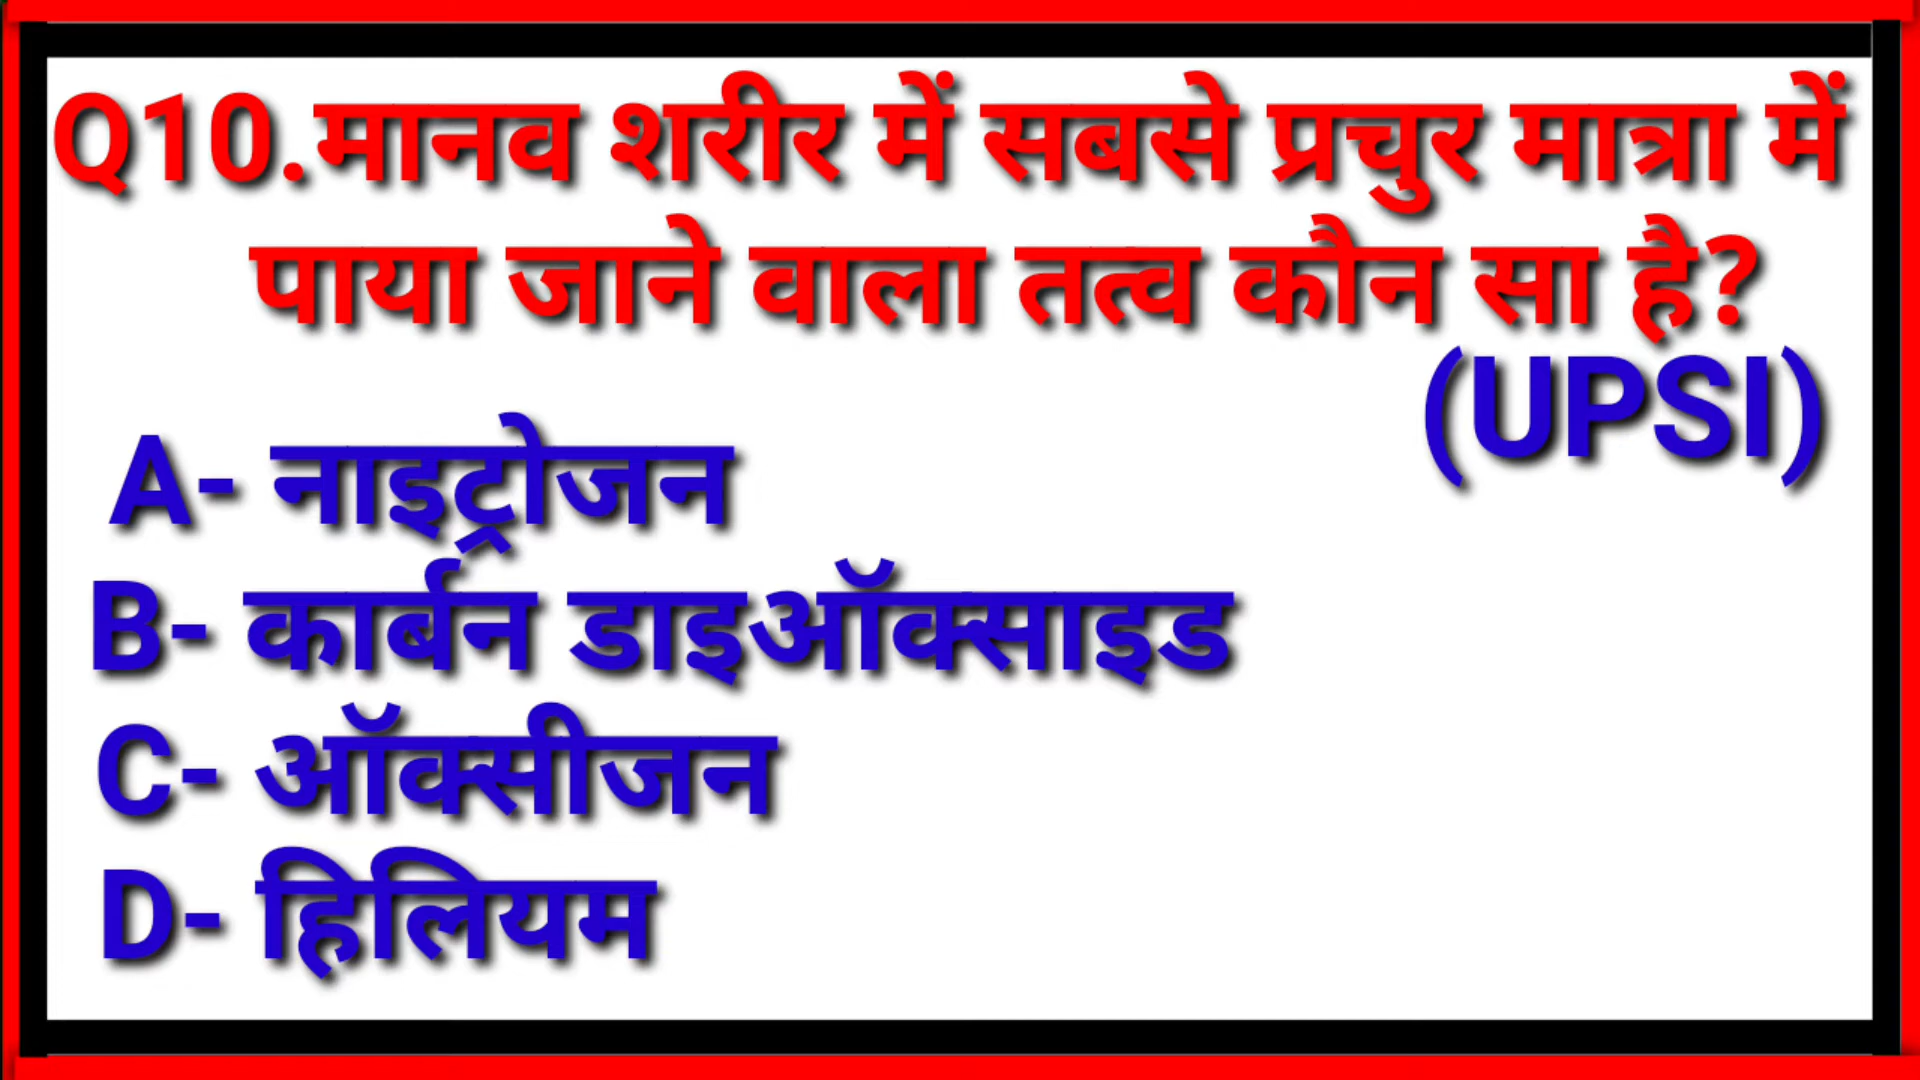 Q10.मानव शरीर में सबसे प्रचुर मात्रा में
पाया जाने वाला तत्व कौन सा है?
(UPSI)
A- नाइट्रोजन
B- कार्बन डाइऑक्साइड
C- ऑक्सीजन
D- हिलियम